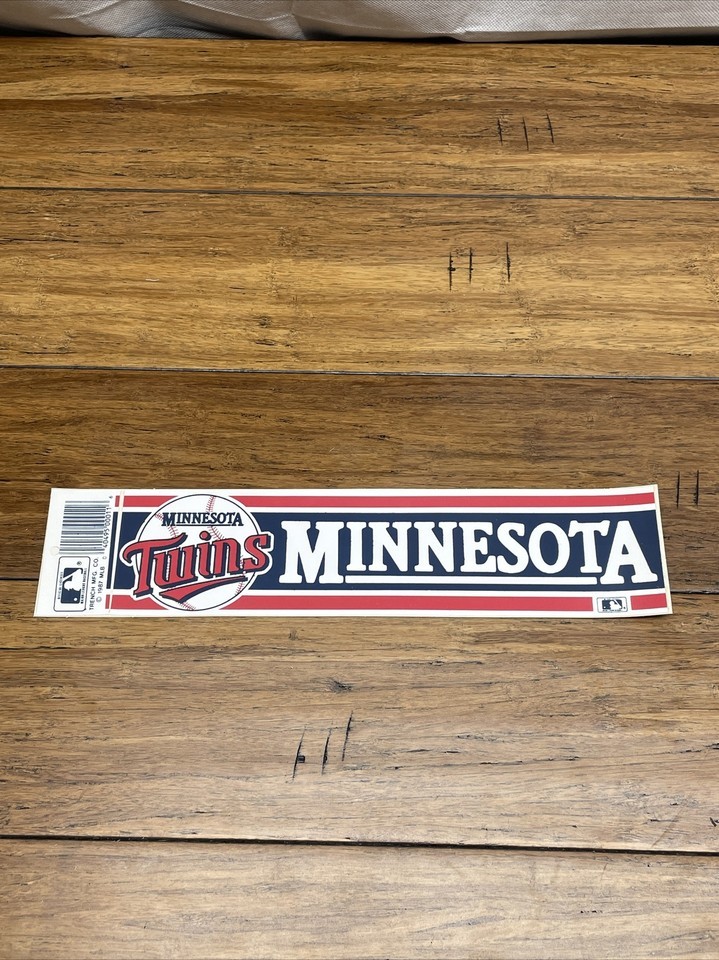 MINNESOTA
Twins
MINNESOTA
TRENCH MFG. CO.
© 1987 MLB